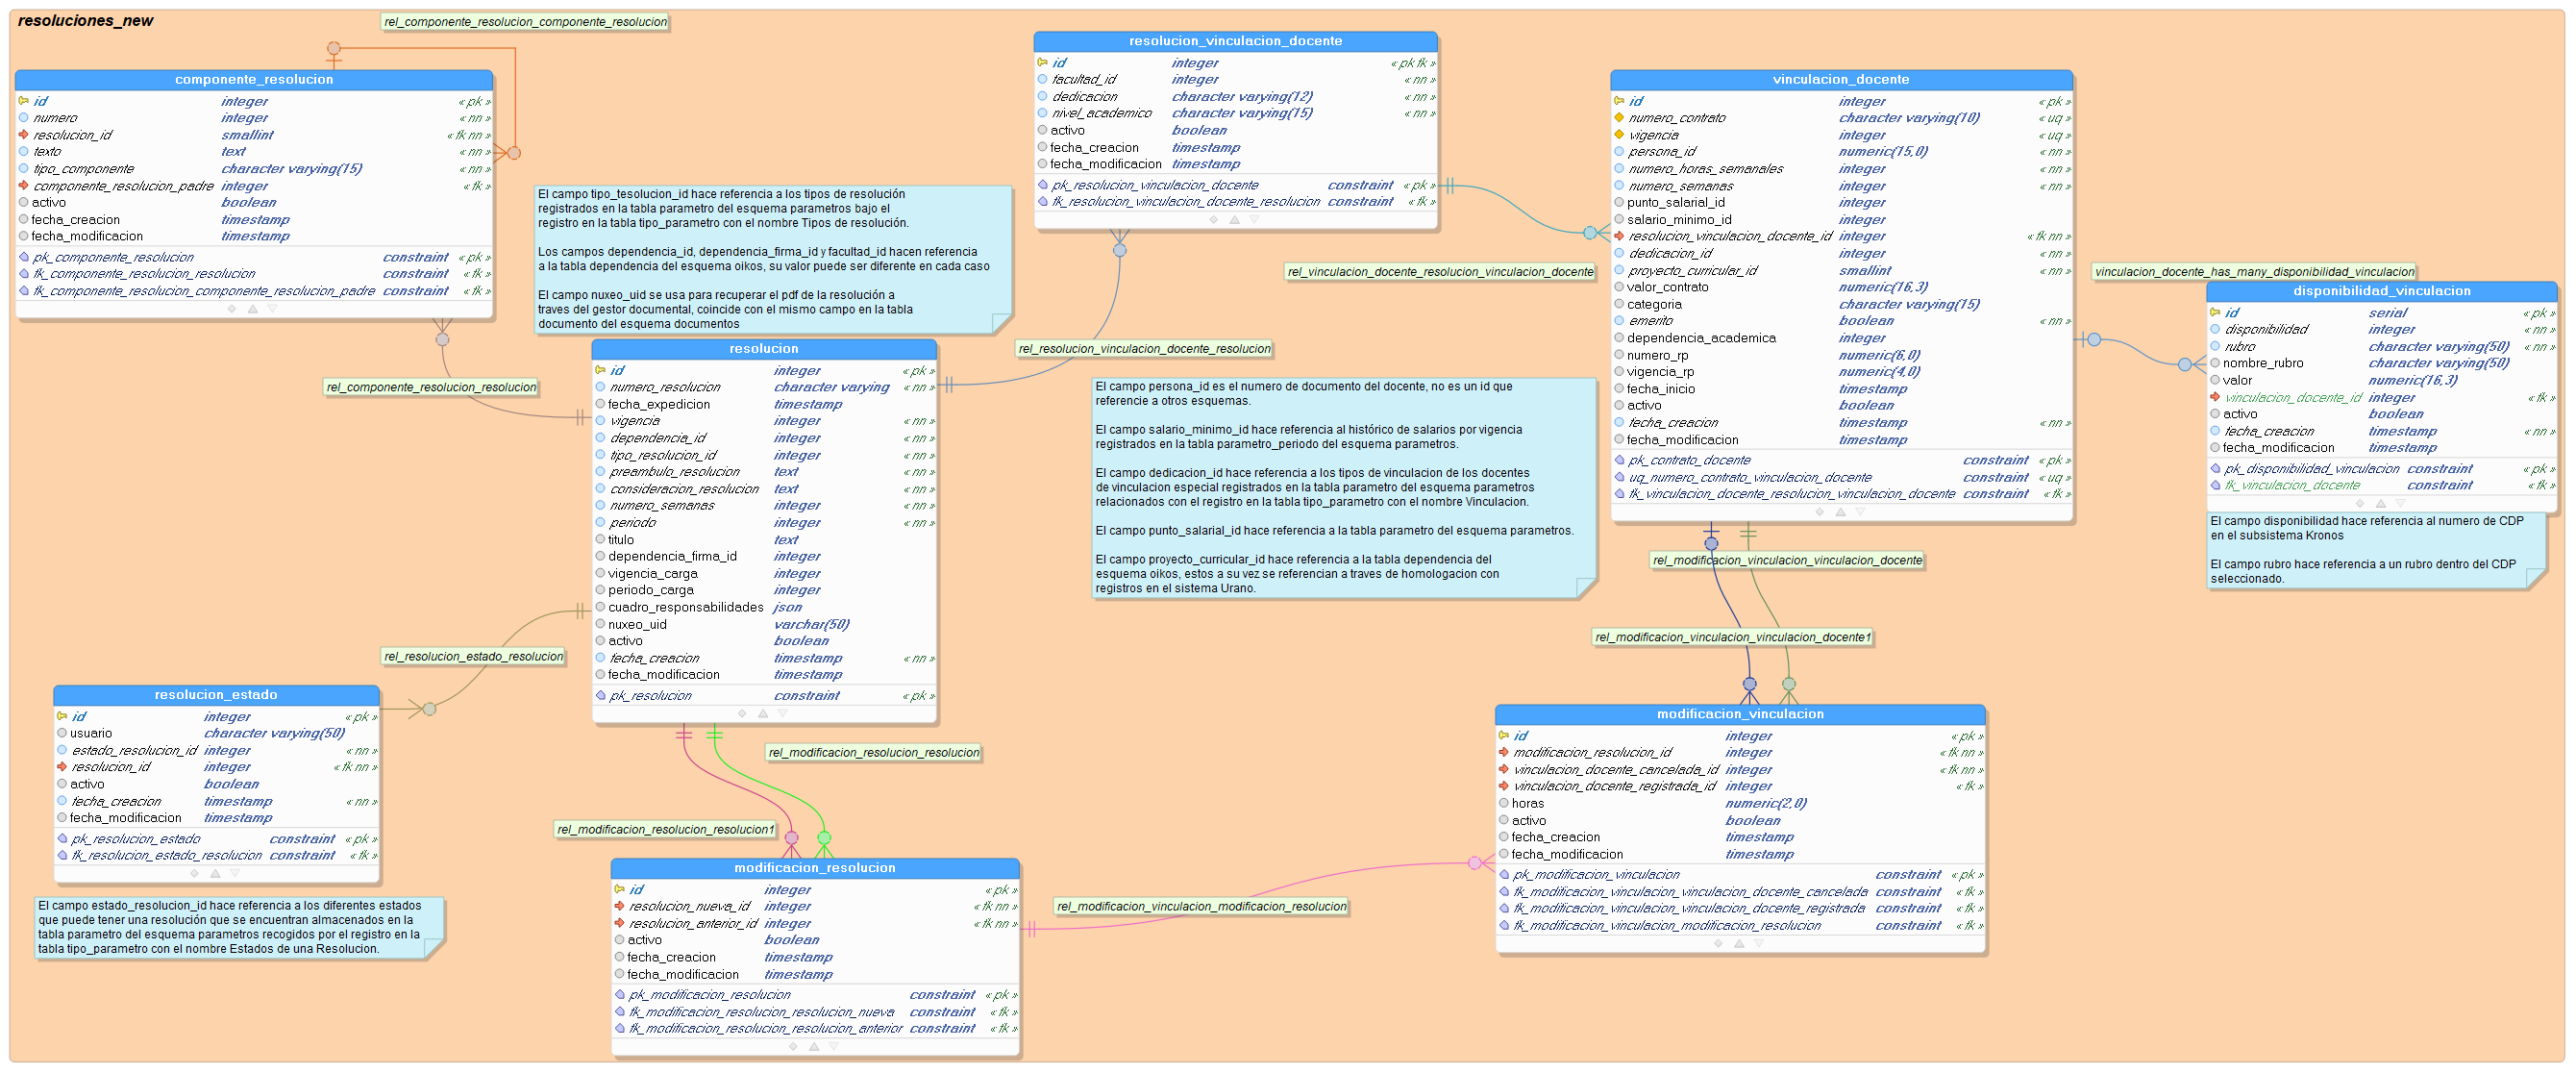 resoluciones_new
rel_componente_resolucion_componente_resolucion
componente_resolucion
id integer « pk »
numero integer « nn »
resolucion_id smallint « fk nn »
texto text « nn »
tipo_componente character varying(15) « nn »
componente_resolucion_padre integer « fk »
activo boolean
fecha_creacion timestamp
fecha_modificacion timestamp
pk_componente_resolucion constraint « pk »
fk_componente_resolucion_resolucion constraint « fk »
fk_componente_resolucion_componente_resolucion_padre constraint « fk »
rel_componente_resolucion_resolucion
El campo tipo_tesolucion_id hace referencia a los tipos de resolución
registrados en la tabla parametro del esquema parametros bajo el
registro en la tabla tipo_parametro con el nombre Tipos de resolución.
Los campos dependencia_id, dependencia_firma_id y facultad_id hacen referencia
a la tabla dependencia del esquema oikos, su valor puede ser diferente en cada caso
El campo nuxeo_uid se usa para recuperar el pdf de la resolución a
traves del gestor documental, coincide con el mismo campo en la tabla
documento del esquema documentos
resolucion_vinculacion_docente
id integer « pk fk »
facultad_id integer « nn »
dedicacion character varying(12) « nn »
nivel_academico character varying(15) « nn »
activo boolean
fecha_creacion timestamp
fecha_modificacion timestamp
pk_resolucion_vinculacion_docente constraint « pk »
fk_resolucion_vinculacion_docente_resolucion constraint « fk »
rel_vinculacion_docente_resolucion_vinculacion_docente
rel_resolucion_vinculacion_docente_resolucion
resolucion
id integer « pk »
numero_resolucion character varying « nn »
fecha_expedicion timestamp
vigencia integer « nn »
dependencia_id integer « nn »
tipo_resolucion_id integer « nn »
preambulo_resolucion text « nn »
consideracion_resolucion text « nn »
numero_semanas integer « nn »
periodo integer « nn »
titulo text
dependencia_firma_id integer
vigencia_carga integer
periodo_carga integer
cuadro_responsabilidades json
nuxeo_uid varchar(50)
activo boolean
fecha_creacion timestamp « nn »
fecha_modificacion timestamp
pk_resolucion constraint « pk »
El campo persona_id es el numero de documento del docente, no es un id que
referencie a otros esquemas.
El campo salario_minimo_id hace referencia al histórico de salarios por vigencia
registrados en la tabla parametro_periodo del esquema parametros.
El campo dedicacion_id hace referencia a los tipos de vinculacion de los docentes
de vinculacion especial registrados en la tabla parametro del esquema parametros
relacionados con el registro en la tabla tipo_parametro con el nombre Vinculacion.
El campo punto_salarial_id hace referencia a la tabla parametro del esquema parametros.
El campo proyecto_curricular_id hace referencia a la tabla dependencia del
esquema oikos, estos a su vez se referencian a traves de homologacion con
registros en el sistema Urano.
vinculacion_docente
id integer « pk »
numero_contrato character varying(10) « uq »
vigencia integer « uq »
persona_id numeric(15,0) « nn »
numero_horas_semanales integer « nn »
numero_semanas integer « nn »
punto_salarial_id integer
salario_minimo_id integer
resolucion_vinculacion_docente_id integer « fk nn »
dedicacion_id integer « nn »
proyecto_curricular_id smallint « nn »
valor_contrato numeric(16,3)
categoria character varying(15)
emerito boolean « nn »
dependencia_academica integer
numero_rp numeric(6,0)
vigencia_rp numeric(4,0)
fecha_inicio timestamp
activo boolean
fecha_creacion timestamp « nn »
fecha_modificacion timestamp
pk_contrato_docente constraint « pk »
uq_numero_contrato_vinculacion_docente constraint « uq »
fk_vinculacion_docente_resolucion_vinculacion_docente constraint « fk »
vinculacion_docente_has_many_disponibilidad_vinculacion
disponibilidad_vinculacion
id serial « pk »
disponibilidad integer « nn »
rubro character varying(50) « nn »
nombre_rubro character varying(50)
valor numeric(16,3)
vinculacion_docente_id integer « fk »
activo boolean
fecha_creacion timestamp « nn »
fecha_modificacion timestamp
pk_disponibilidad_vinculacion constraint « pk »
fk_vinculacion_docente constraint « fk »
El campo disponibilidad hace referencia al numero de CDP
en el subsistema Kronos
El campo rubro hace referencia a un rubro dentro del CDP
seleccionado.
rel_modificacion_vinculacion_vinculacion_docente
rel_modificacion_vinculacion_vinculacion_docente1
rel_resolucion_estado_resolucion
resolucion_estado
id integer « pk »
usuario character varying(50)
estado_resolucion_id integer « nn »
resolucion_id integer « fk nn »
activo boolean
fecha_creacion timestamp « nn »
fecha_modificacion timestamp
pk_resolucion_estado constraint « pk »
fk_resolucion_estado_resolucion constraint « fk »
El campo estado_resolucion_id hace referencia a los diferentes estados
que puede tener una resolución que se encuentran almacenados en la
tabla parametro del esquema parametros recogidos por el registro en la
tabla tipo_parametro con el nombre Estados de una Resolucion.
rel_modificacion_resolucion_resolucion
rel_modificacion_resolucion_resolucion1
modificacion_resolucion
id integer « pk »
resolucion_nueva_id integer « fk nn »
resolucion_anterior_id integer « fk nn »
activo boolean
fecha_creacion timestamp
fecha_modificacion timestamp
pk_modificacion_resolucion constraint « pk »
fk_modificacion_resolucion_resolucion_nueva constraint « fk »
fk_modificacion_resolucion_resolucion_anterior constraint « fk »
rel_modificacion_vinculacion_modificacion_resolucion
modificacion_vinculacion
id integer « pk »
modificacion_resolucion_id integer « fk nn »
vinculacion_docente_cancelada_id integer « fk nn »
vinculacion_docente_registrada_id integer « fk »
horas numeric(2,0)
activo boolean
fecha_creacion timestamp
fecha_modificacion timestamp
pk_modificacion_vinculacion constraint « pk »
fk_modificacion_vinculacion_vinculacion_docente_cancelada constraint « fk »
fk_modificacion_vinculacion_vinculacion_docente_registrada constraint « fk »
fk_modificacion_vinculacion_modificacion_resolucion constraint « fk »